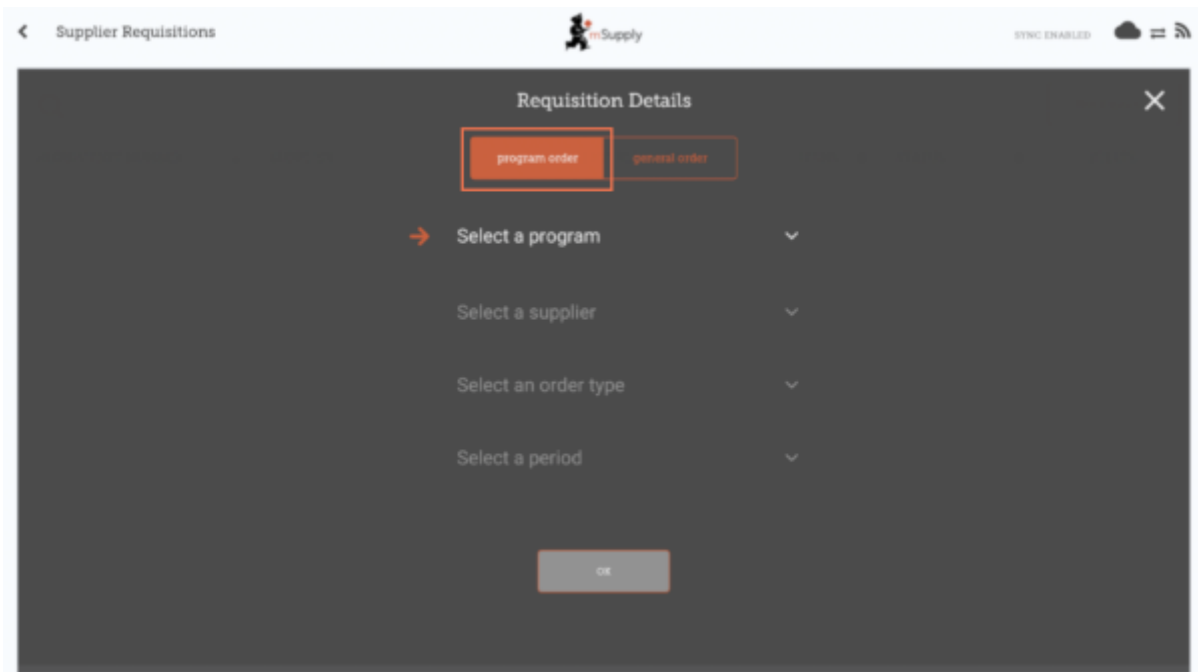 Supplier Requisitions
mSupply
SYNC ENABLED
Requisition Details
program order
general order
Select a program
Select a supplier
Select an order type
Select a period
OK